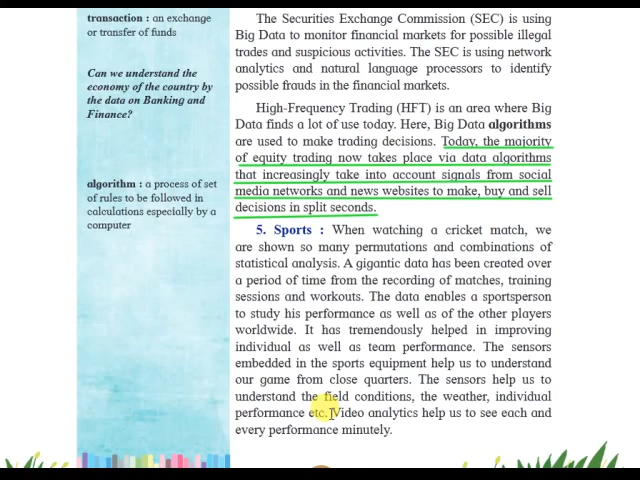 transaction : an exchange
or transfer of funds
Can we understand the
economy of the country by
the data on Banking and
Finance?
algorithm : a process of set
of rules to be followed in
calculations especially by a
computer
The Securities Exchange Commission (SEC) is using
Big Data to monitor financial markets for possible illegal
trades and suspicious activities. The SEC is using network
analytics and natural language processors to identify
possible frauds in the financial markets.
High-Frequency Trading (HFT) is an area where Big
Data finds a lot of use today. Here, Big Data algorithms
are used to make trading decisions. Today, the majority
of equity trading now takes place via data algorithms
that increasingly take into account signals from social
media networks and news websites to make, buy and sell
decisions in split seconds.
5. Sports : When watching a cricket match, we
are shown so many permutations and combinations of
statistical analysis. A gigantic data has been created over
a period of time from the recording of matches, training
sessions and workouts. The data enables a sportsperson
to study his performance as well as of the other players
worldwide. It has tremendously helped in improving
individual as well as team performance. The sensors
embedded in the sports equipment help us to understand
our game from close quarters. The sensors help us to
understand the field conditions, the weather, individual
performance etc. Video analytics help us to see each and
every performance minutely.